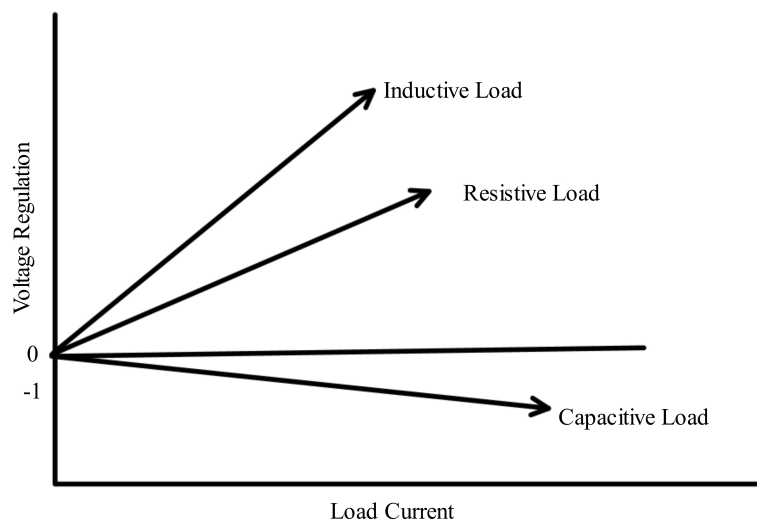 Inductive Load
Resistive Load
Voltage Regulation
0
-1
Capacitive Load
Load Current